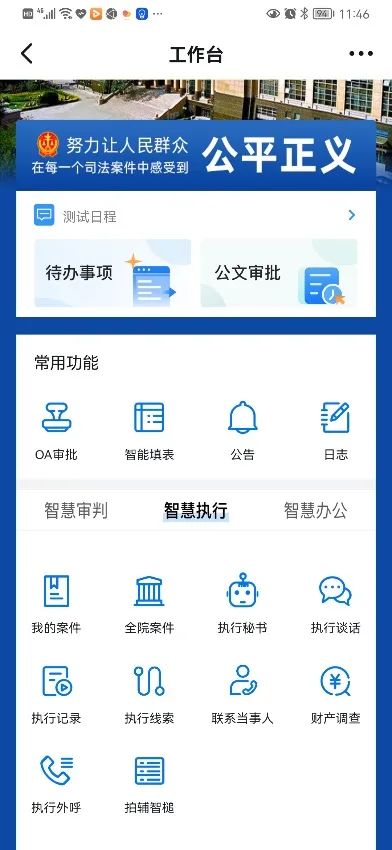 HD 4G 94 11:46
工作台
努力让人民群众
在每一个司法案件中感受到
公平正义
测试日程
待办事项
公文审批
常用功能
OA审批 智能填表 公告 日志
智慧审判 智慧执行 智慧办公
我的案件 全院案件 执行秘书 执行谈话
执行记录 执行线索 联系当事人 财产调查
执行外呼 拍辅智槌